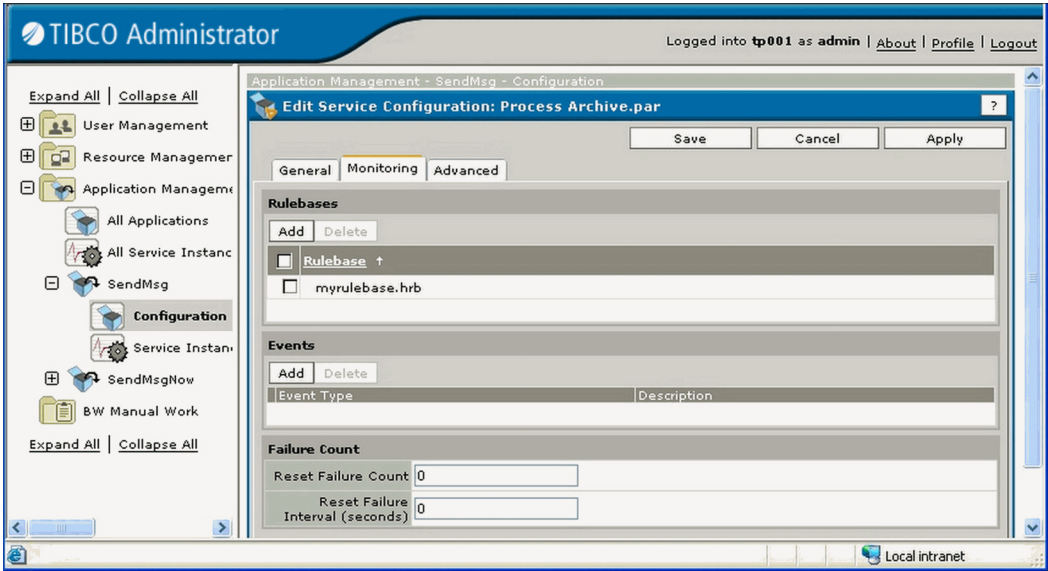 TIBCO Administrator
Logged into tp001 as admin | About | Profile | Logout
Expand All | Collapse All
User Management
Resource Managemer
Application Manageme
All Applications
All Service Instanc
SendMsg
Configuration
Service Instan
SendMsgNow
BW Manual Work
Expand All | Collapse All
Application Management - SendMsg - Configuration
Edit Service Configuration: Process Archive.par
?
Save Cancel Apply
General Monitoring Advanced
Rulebases
Add Delete
Rulebase ↑
myrulebase.hrb
Events
Add Delete
Event Type Description
Failure Count
Reset Failure Count 0
Reset Failure
Interval (seconds) 0
Local intranet